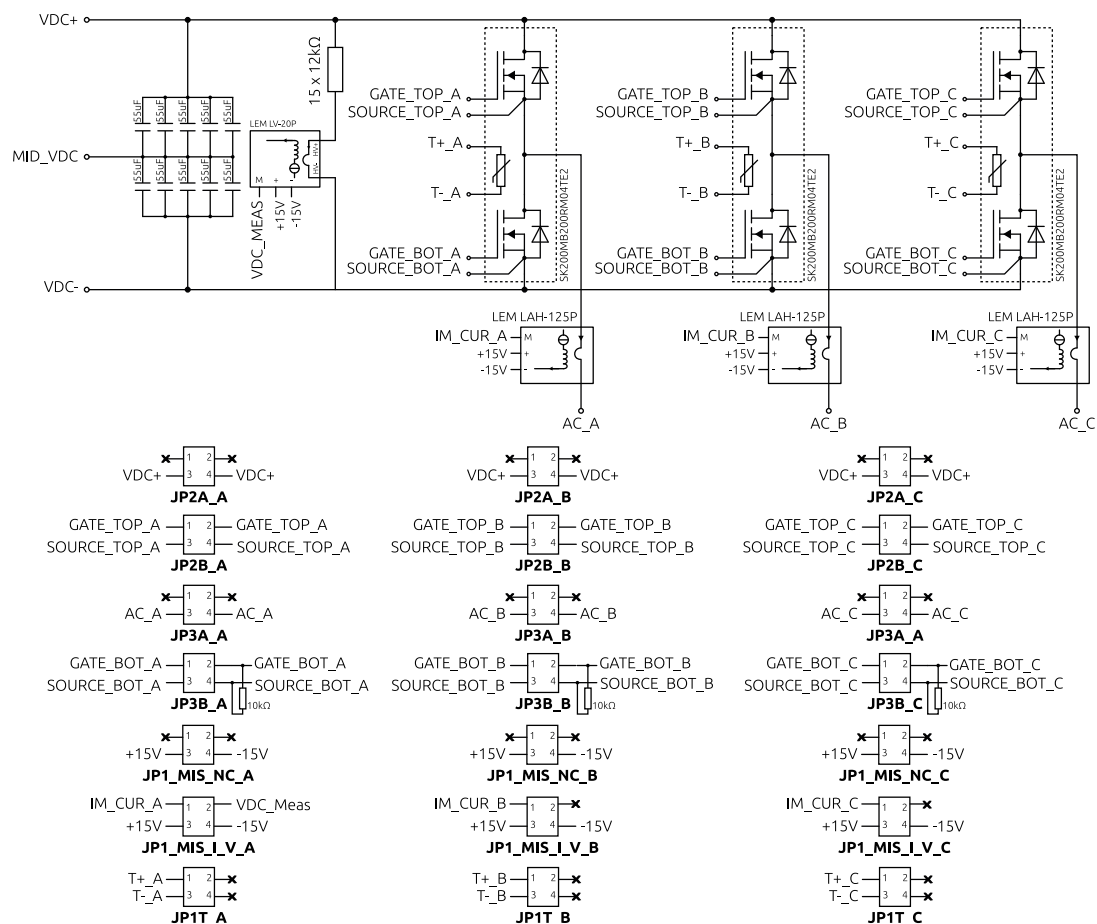 VDC+
15 x 12kΩ
55uF 55uF 55uF 55uF 55uF
MID_VDC
55uF 55uF 55uF 55uF 55uF
VDC-
LEM LV-20P
HV+
HV-
M + -
VDC_MEAS
+15V
-15V
GATE_TOP_A
SOURCE_TOP_A
T+_A
T-_A
GATE_BOT_A
SOURCE_BOT_A
SK200MB200RM04TE2
GATE_TOP_B
SOURCE_TOP_B
T+_B
T-_B
GATE_BOT_B
SOURCE_BOT_B
SK200MB200RM04TE2
GATE_TOP_C
SOURCE_TOP_C
T+_C
T-_C
GATE_BOT_C
SOURCE_BOT_C
SK200MB200RM04TE2
LEM LAH-125P
IM_CUR_A M
+15V +
-15V -
AC_A
LEM LAH-125P
IM_CUR_B M
+15V +
-15V -
AC_B
LEM LAH-125P
IM_CUR_C M
+15V +
-15V -
AC_C
1 2
VDC+ 3 4 VDC+
JP2A_A
1 2
VDC+ 3 4 VDC+
JP2A_B
1 2
VDC+ 3 4 VDC+
JP2A_C
GATE_TOP_A 1 2 GATE_TOP_A
SOURCE_TOP_A 3 4 SOURCE_TOP_A
JP2B_A
GATE_TOP_B 1 2 GATE_TOP_B
SOURCE_TOP_B 3 4 SOURCE_TOP_B
JP2B_B
GATE_TOP_C 1 2 GATE_TOP_C
SOURCE_TOP_C 3 4 SOURCE_TOP_C
JP2B_C
1 2
AC_A 3 4 AC_A
JP3A_A
1 2
AC_B 3 4 AC_B
JP3A_B
1 2
AC_C 3 4 AC_C
JP3A_A
GATE_BOT_A 1 2 GATE_BOT_A
SOURCE_BOT_A 3 4 SOURCE_BOT_A
JP3B_A 10kΩ
GATE_BOT_B 1 2 GATE_BOT_B
SOURCE_BOT_B 3 4 SOURCE_BOT_B
JP3B_B 10kΩ
GATE_BOT_C 1 2 GATE_BOT_C
SOURCE_BOT_C 3 4 SOURCE_BOT_C
JP3B_C 10kΩ
1 2
+15V 3 4 -15V
JP1_MIS_NC_A
1 2
+15V 3 4 -15V
JP1_MIS_NC_B
1 2
+15V 3 4 -15V
JP1_MIS_NC_C
IM_CUR_A 1 2 VDC_Meas
+15V 3 4 -15V
JP1_MIS_I_V_A
IM_CUR_B 1 2
+15V 3 4 -15V
JP1_MIS_I_V_B
IM_CUR_C 1 2
+15V 3 4 -15V
JP1_MIS_I_V_C
T+_A 1 2
T-_A 3 4
JP1T_A
T+_B 1 2
T-_B 3 4
JP1T_B
T+_C 1 2
T-_C 3 4
JP1T_C